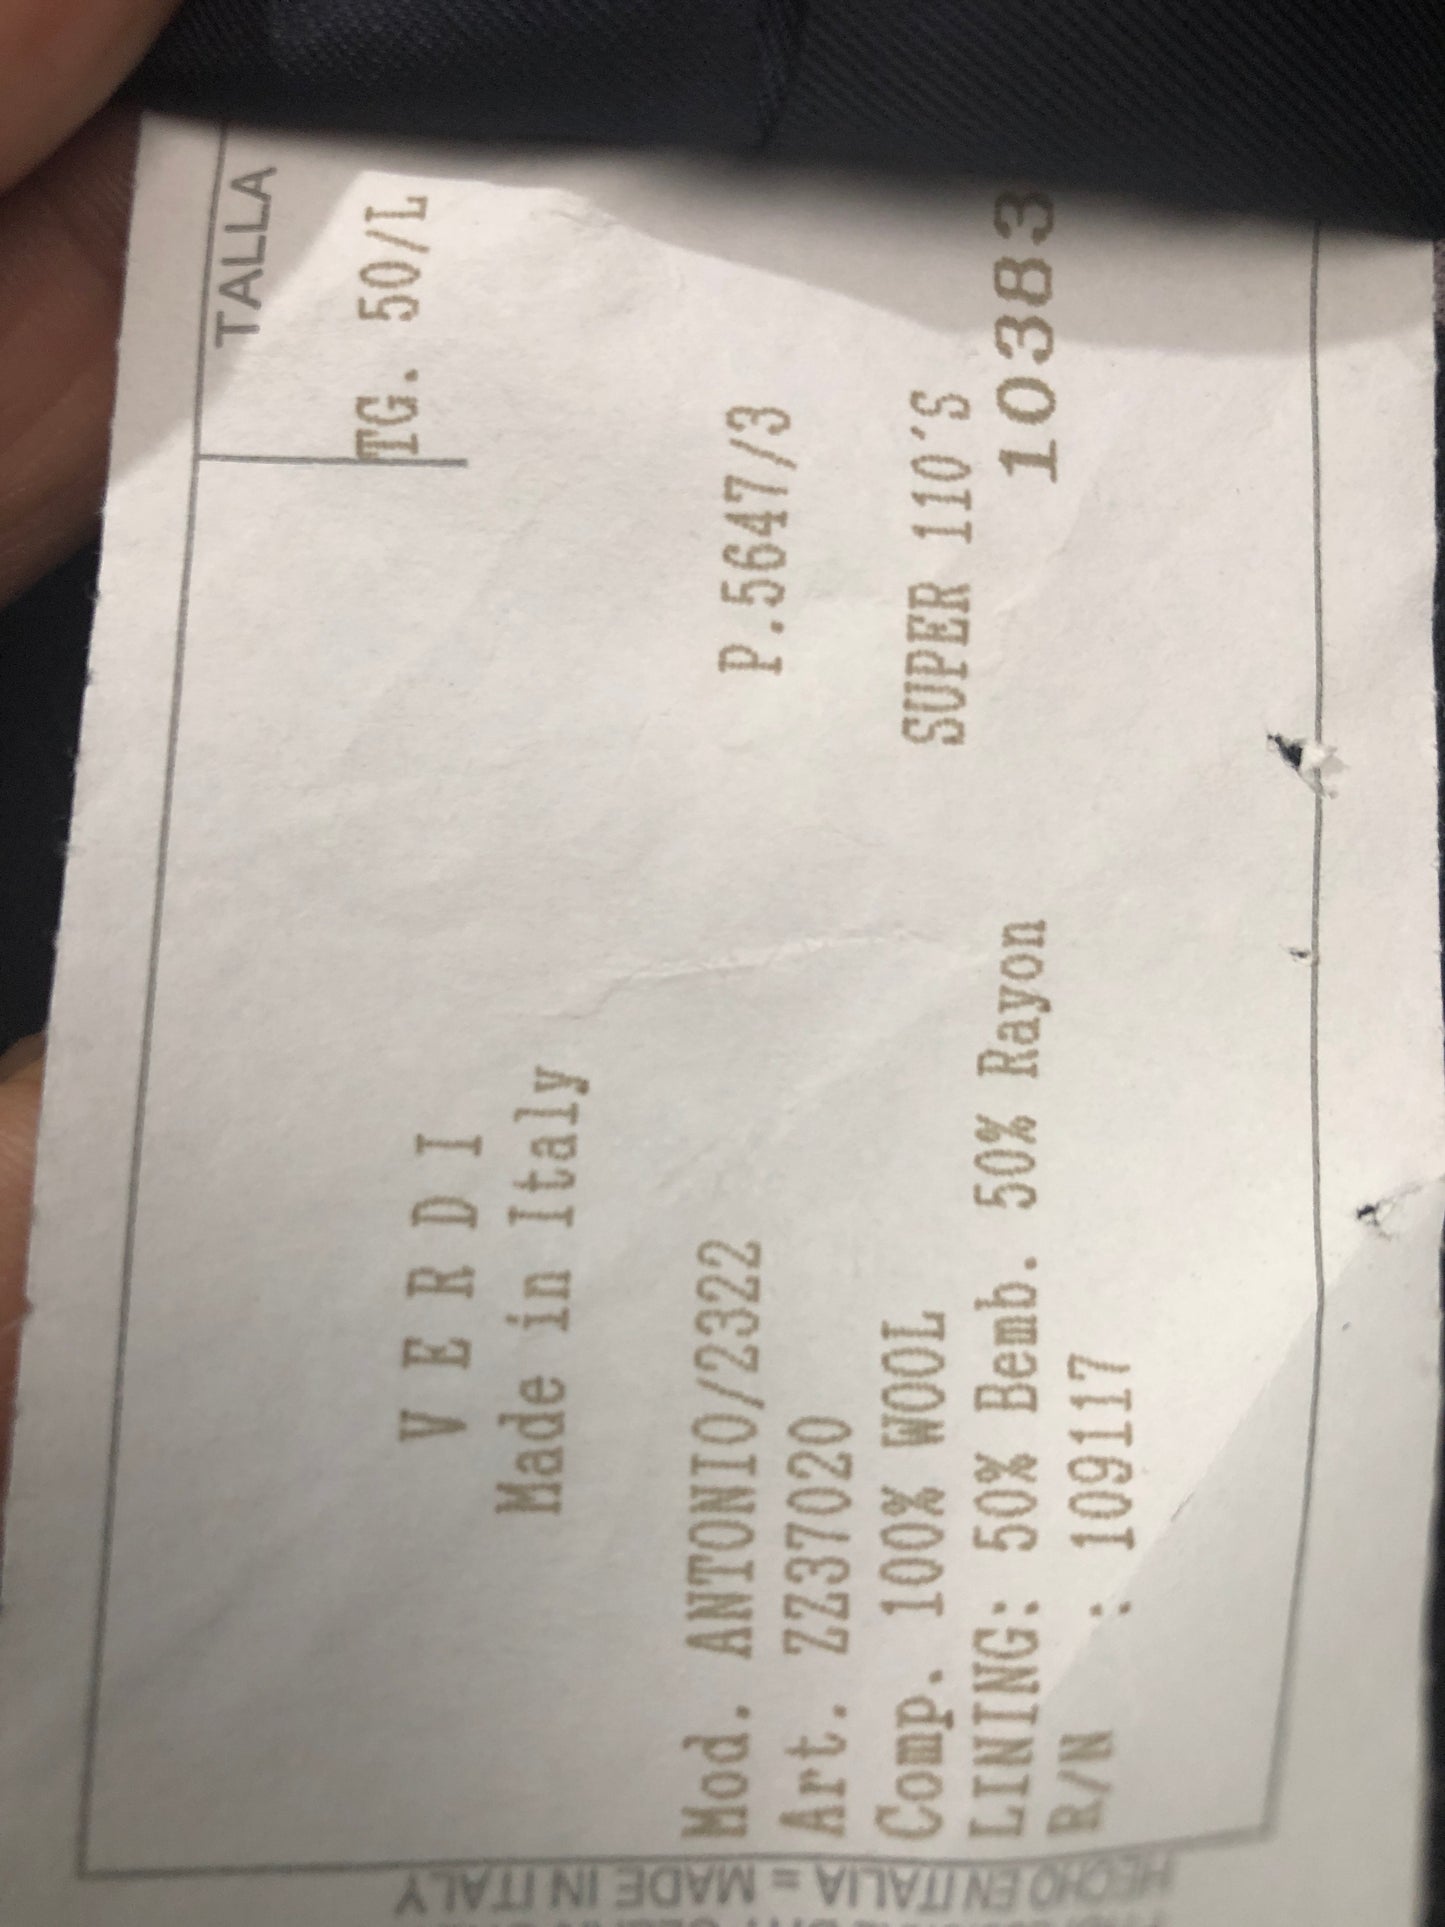 TALLA
TG. 50/L
V E R D I
Made in Italy
Mod. ANTONIO/2322 P.5647/3
Art. ZZ37020
Comp. 100% WOOL SUPER 110'S
LINING: 50% Bemb. 50% Rayon 10383
R/N : 109117
HECHO EN ITALIA = MADE IN ITALY